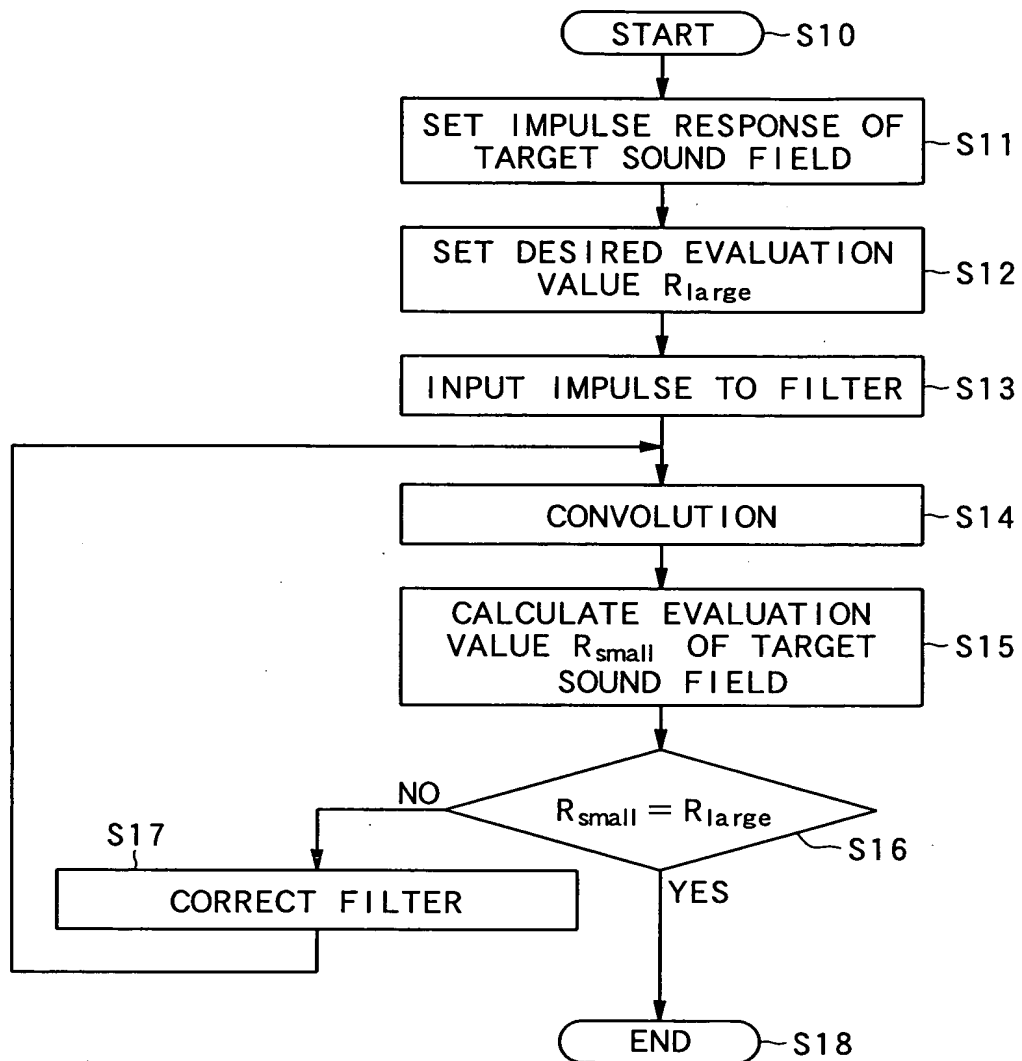 START
S10
SET IMPULSE RESPONSE OF
TARGET SOUND FIELD
S11
SET DESIRED EVALUATION
VALUE Rlarge
S12
INPUT IMPULSE TO FILTER
S13
CONVOLUTION
S14
CALCULATE EVALUATION
VALUE Rsmall OF TARGET
SOUND FIELD
S15
Rsmall = Rlarge
S16
NO
S17
CORRECT FILTER
YES
END
S18